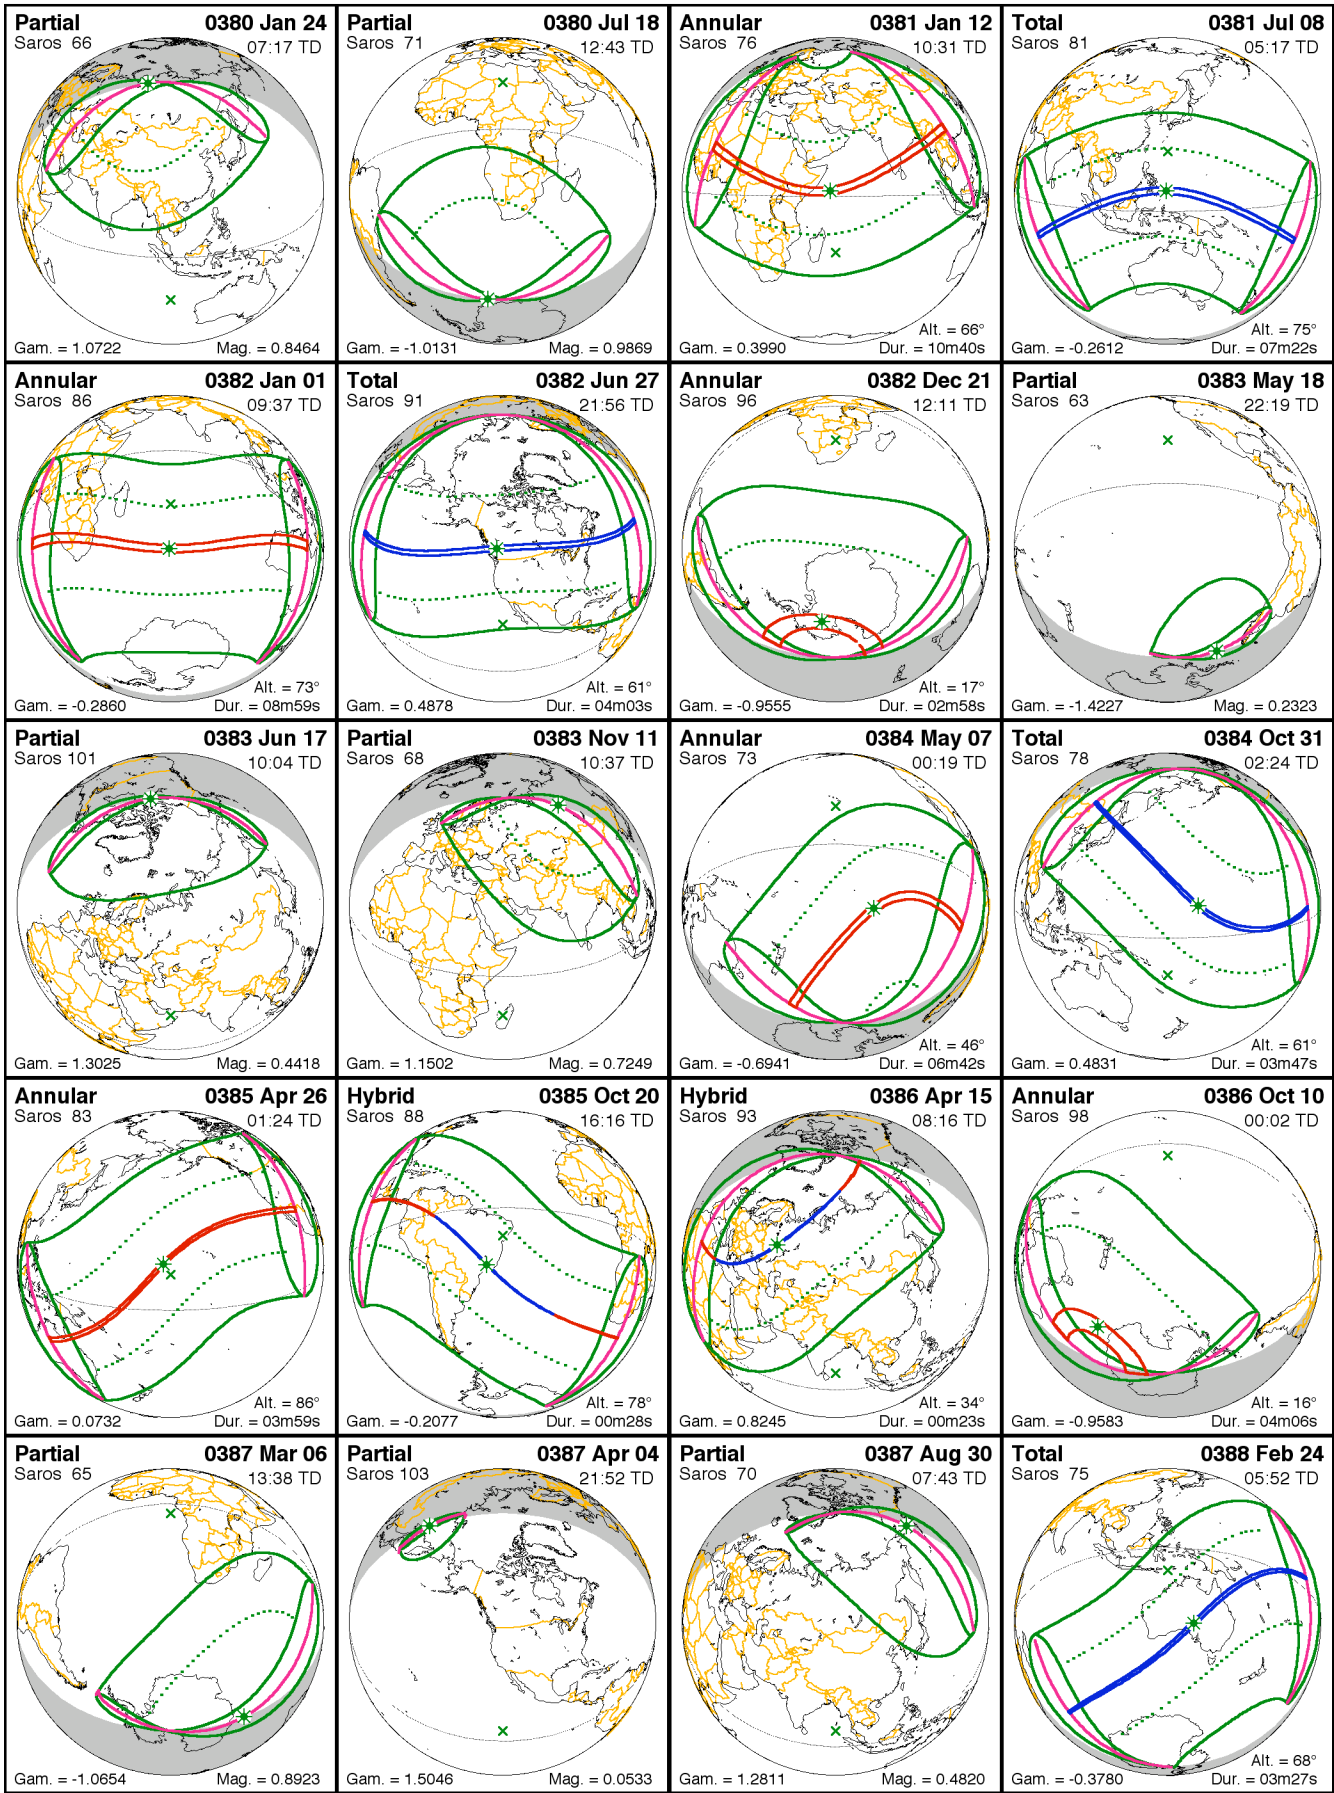 Partial 0380 Jan 24
Saros 66 07:17 TD
Gam. = 1.0722 Mag. = 0.8464
Partial 0380 Jul 18
Saros 71 12:43 TD
Gam. = -1.0131 Mag. = 0.9869
Annular 0381 Jan 12
Saros 76 10:31 TD
Alt. = 66°
Gam. = 0.3990 Dur. = 10m40s
Total 0381 Jul 08
Saros 81 05:17 TD
Alt. = 75°
Gam. = -0.2612 Dur. = 07m22s
Annular 0382 Jan 01
Saros 86 09:37 TD
Alt. = 73°
Gam. = -0.2860 Dur. = 08m59s
Total 0382 Jun 27
Saros 91 21:56 TD
Alt. = 61°
Gam. = 0.4878 Dur. = 04m03s
Annular 0382 Dec 21
Saros 96 12:11 TD
Alt. = 17°
Gam. = -0.9555 Dur. = 02m58s
Partial 0383 May 18
Saros 63 22:19 TD
Gam. = -1.4227 Mag. = 0.2323
Partial 0383 Jun 17
Saros 101 10:04 TD
Gam. = 1.3025 Mag. = 0.4418
Partial 0383 Nov 11
Saros 68 10:37 TD
Gam. = 1.1502 Mag. = 0.7249
Annular 0384 May 07
Saros 73 00:19 TD
Alt. = 46°
Gam. = -0.6941 Dur. = 06m42s
Total 0384 Oct 31
Saros 78 02:24 TD
Alt. = 61°
Gam. = 0.4831 Dur. = 03m47s
Annular 0385 Apr 26
Saros 83 01:24 TD
Alt. = 86°
Gam. = 0.0732 Dur. = 03m59s
Hybrid 0385 Oct 20
Saros 88 16:16 TD
Alt. = 78°
Gam. = -0.2077 Dur. = 00m28s
Hybrid 0386 Apr 15
Saros 93 08:16 TD
Alt. = 34°
Gam. = 0.8245 Dur. = 00m23s
Annular 0386 Oct 10
Saros 98 00:02 TD
Alt. = 16°
Gam. = -0.9583 Dur. = 04m06s
Partial 0387 Mar 06
Saros 65 13:38 TD
Gam. = -1.0654 Mag. = 0.8923
Partial 0387 Apr 04
Saros 103 21:52 TD
Gam. = 1.5046 Mag. = 0.0533
Partial 0387 Aug 30
Saros 70 07:43 TD
Gam. = 1.2811 Mag. = 0.4820
Total 0388 Feb 24
Saros 75 05:52 TD
Alt. = 68°
Gam. = -0.3780 Dur. = 03m27s